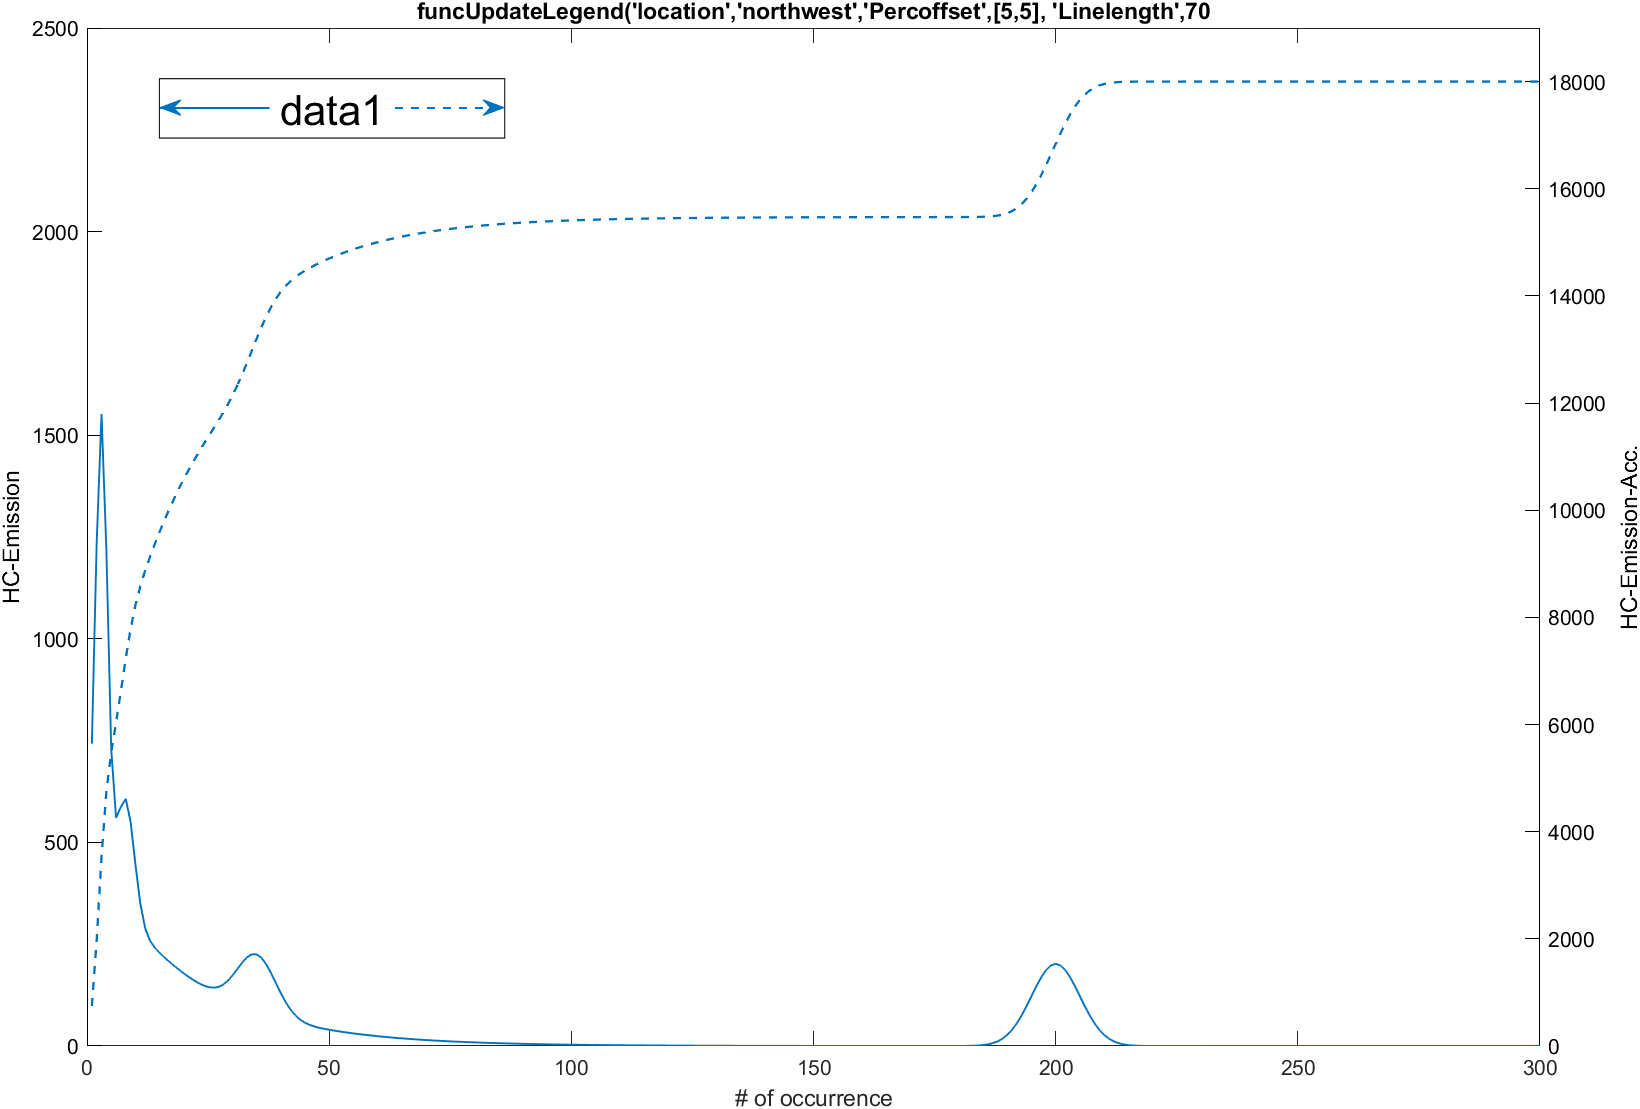 funcUpdateLegend('location','northwest','Percoffset',[5,5], 'Linelength',70
2500
2000
1500
1000
500
0
HC-Emission
data1
18000
16000
14000
12000
10000
8000
6000
4000
2000
0
HC-Emission-Acc.
0 50 100 150 200 250 300
# of occurrence